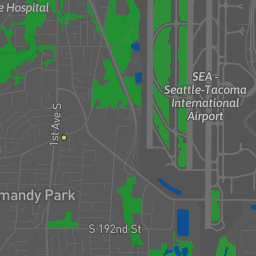 e Hospital
SEA -
Seattle-Tacoma
International
Airport
1st Ave S
mandy Park
S 192nd St